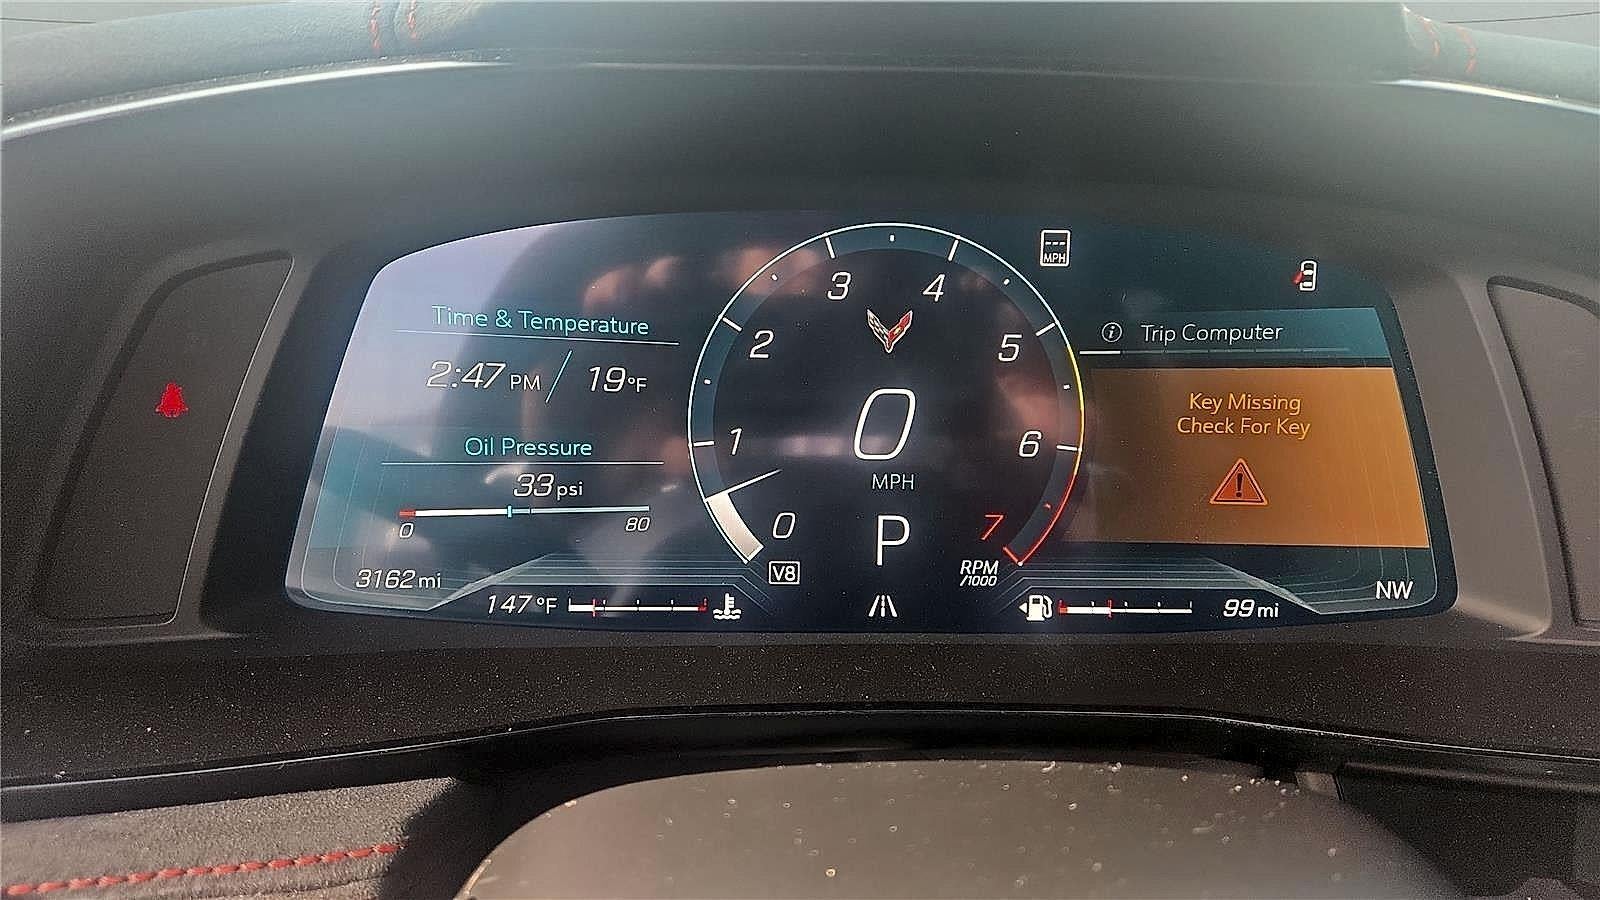 Time & Temperature
2:47 PM / 19°F
Oil Pressure
33 psi
0 80
3162 mi
147 °F
0
1
2
3
4
5
6
7
0
MPH
P
V8
RPM
/1000
--- MPH
i Trip Computer
Key Missing
Check For Key
!
99 mi
NW